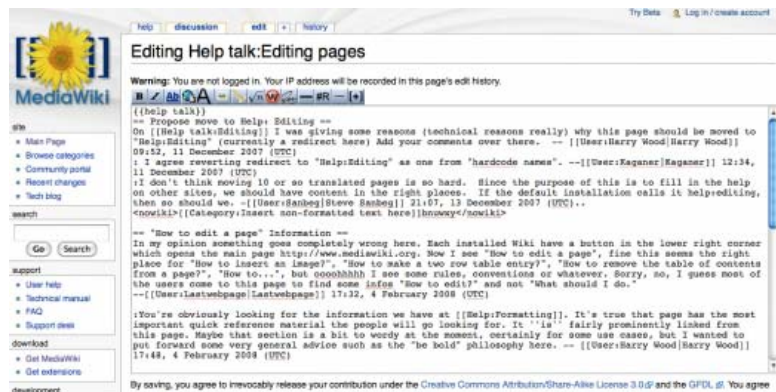 Try Beta Log in / create account
help discussion edit + history
Editing Help talk:Editing pages
Warning: You are not logged in. Your IP address will be recorded in this page's edit history.
MediaWiki
{{help talk}}
== Propose move to Help: Editing ==
On [[Help talk:Editing]] I was giving some reasons (technical reasons really) why this page should be moved to
"Help:Editing" (currently a redirect here) Add your comments over there. -- [[User:Harry Wood|Harry Wood]]
09:52, 11 December 2007 (UTC)
: I agree reverting redirect to "Help:Editing" as one from "hardcode names". --[[User:Kaganer|Kaganer]] 12:34,
11 December 2007 (UTC)
:I don't think moving 10 or so translated pages is so hard. Since the purpose of this is to fill in the help
on other sites, we should have content in the right places. If the default installation calls it help:editing,
then so should we. -[[User:Sanbeg|Steve Sanbeg]] 21:07, 13 December 2007 (UTC)..
<nowiki>[[Category:Insert non-formatted text here]]bnuwxy</nowiki>
== "How to edit a page" Information ==
In my opinion something goes completely wrong here. Each installed Wiki have a button in the lower right corner
which opens the main page http://www.mediawiki.org. Now I see "How to edit a page", fine this seems the right
place for "How to insert an image?", "How to make a two row table entry?", "How to remove the table of contents
from a page?", "How to...", but oooohhhhh I see some rules, conventions or whatever. Sorry, no, I guess most of
the users come to this page to find some infos "How to edit?" and not "What should I do."
--[[User:Lastwebpage|Lastwebpage]] 17:32, 4 February 2008 (UTC)
:You're obviously looking for the information we have at [[Help:Formatting]]. It's true that page has the most
important quick reference material the people will go looking for. It ''is'' fairly prominently linked from
this page. Maybe that section is a bit to wordy at the moment, certainly for some use cases, but I wanted to
put forward some very general advice such as the "be bold" philosophy here. -- [[User:Harry Wood|Harry Wood]]
17:48, 4 February 2008 (UTC)
By saving, you agree to irrevocably release your contribution under the Creative Commons Attribution/Share-Alike License 3.0 and the GFDL. You agree
site
Main Page
Browse categories
Community portal
Recent changes
Tech blog
search
Go Search
support
User help
Technical manual
FAQ
Support desk
download
Get MediaWiki
Get extensions
development